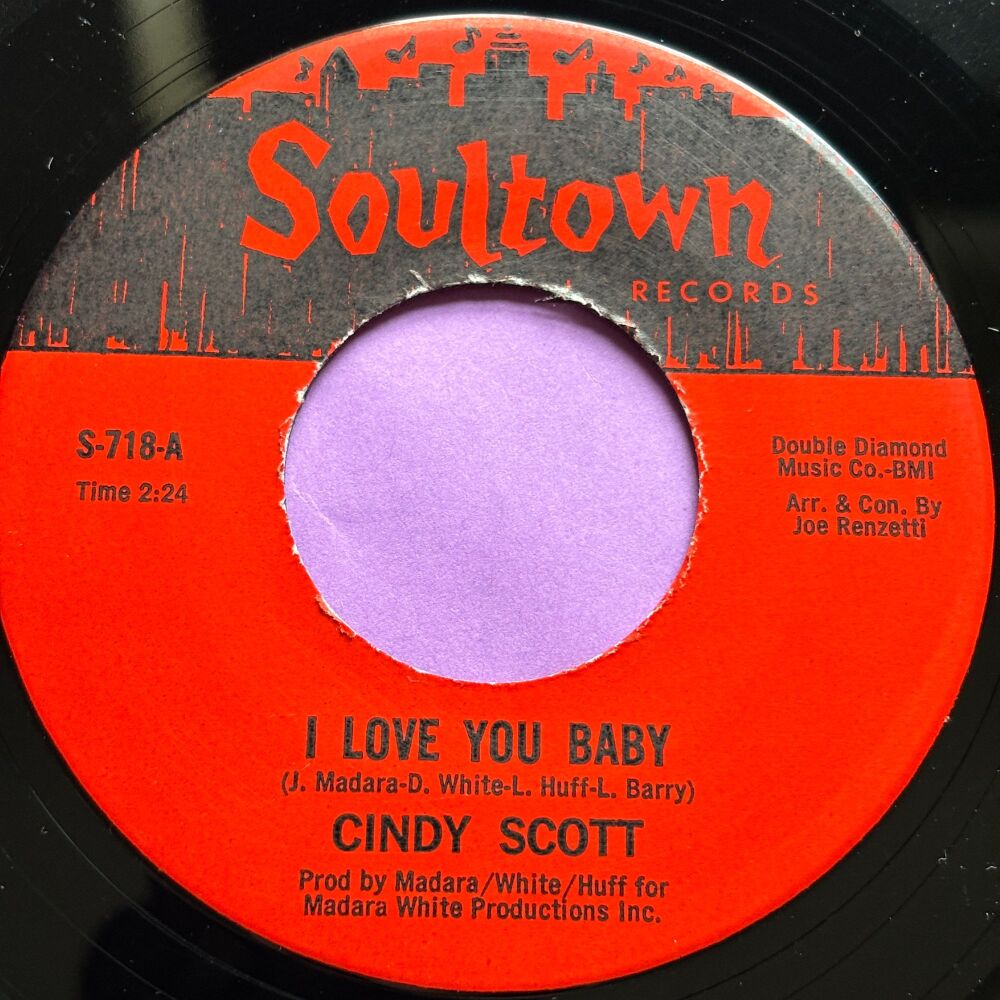 Soultown
RECORDS
S-718-A
Time 2:24
Double Diamond
Music Co.-BMI
Arr. & Con. By
Joe Renzetti
I LOVE YOU BABY
(J. Madara-D. White-L. Huff-L. Barry)
CINDY SCOTT
Prod by Madara/White/Huff for
Madara White Productions Inc.